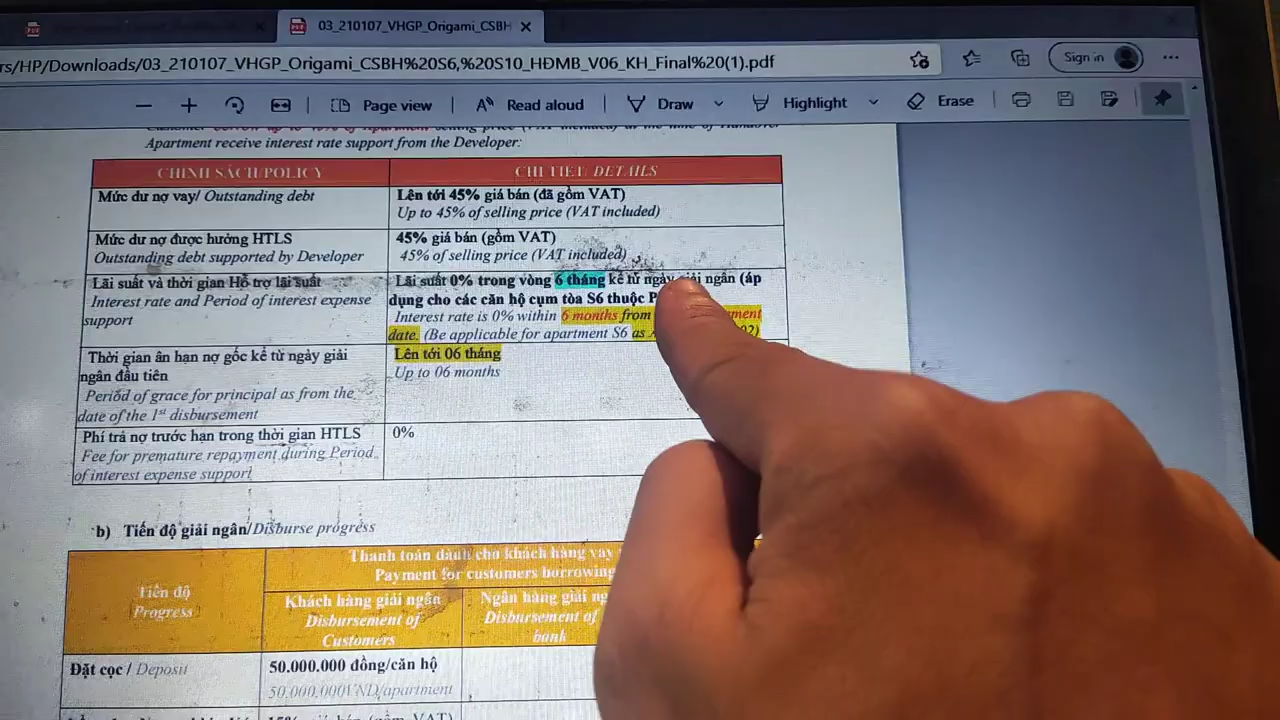 03_210107_VHGP_Origami_CSBH
rs/HP/Downloads/03_210107_VHGP_Origami_CSBH%20S6,%20S10_HĐMB_V06_KH_Final%20(1).pdf
Sign in
Page view
Read aloud
Draw
Highlight
Erase
Apartment receive interest rate support from the Developer:
CHÍNH SÁCH/POLICY
CHI TIẾT/ DETAILS
Mức dư nợ vay/ Outstanding debt
Lên tới 45% giá bán (đã gồm VAT)
Up to 45% of selling price (VAT included)
Mức dư nợ được hưởng HTLS
Outstanding debt supported by Developer
45% giá bán (gồm VAT)
45% of selling price (VAT included)
Lãi suất và thời gian Hỗ trợ lãi suất
Interest rate and Period of interest expense
support
Lãi suất 0% trong vòng 6 tháng kể từ ngày giải ngân (áp
dụng cho các căn hộ cụm tòa S6 thuộc
Interest rate is 0% within 6 months from
date. (Be applicable for apartment S6 as
Thời gian ân hạn nợ gốc kể từ ngày giải
ngân đầu tiên
Period of grace for principal as from the
date of the 1st disbursement
Lên tới 06 tháng
Up to 06 months
Phí trả nợ trước hạn trong thời gian HTLS
Fee for premature repayment during Period
of interest expense support
0%
b) Tiến độ giải ngân/Disburse progress
Tiến độ
Progress
Thanh toán dành cho khách hàng vay
Payment for customers borrowing
Khách hàng giải ngân
Disbursement of
Customers
Ngân hàng giải
Disbursement of
bank
Đặt cọc / Deposit
50.000.000 đồng/căn hộ
50,000,000VND/apartment